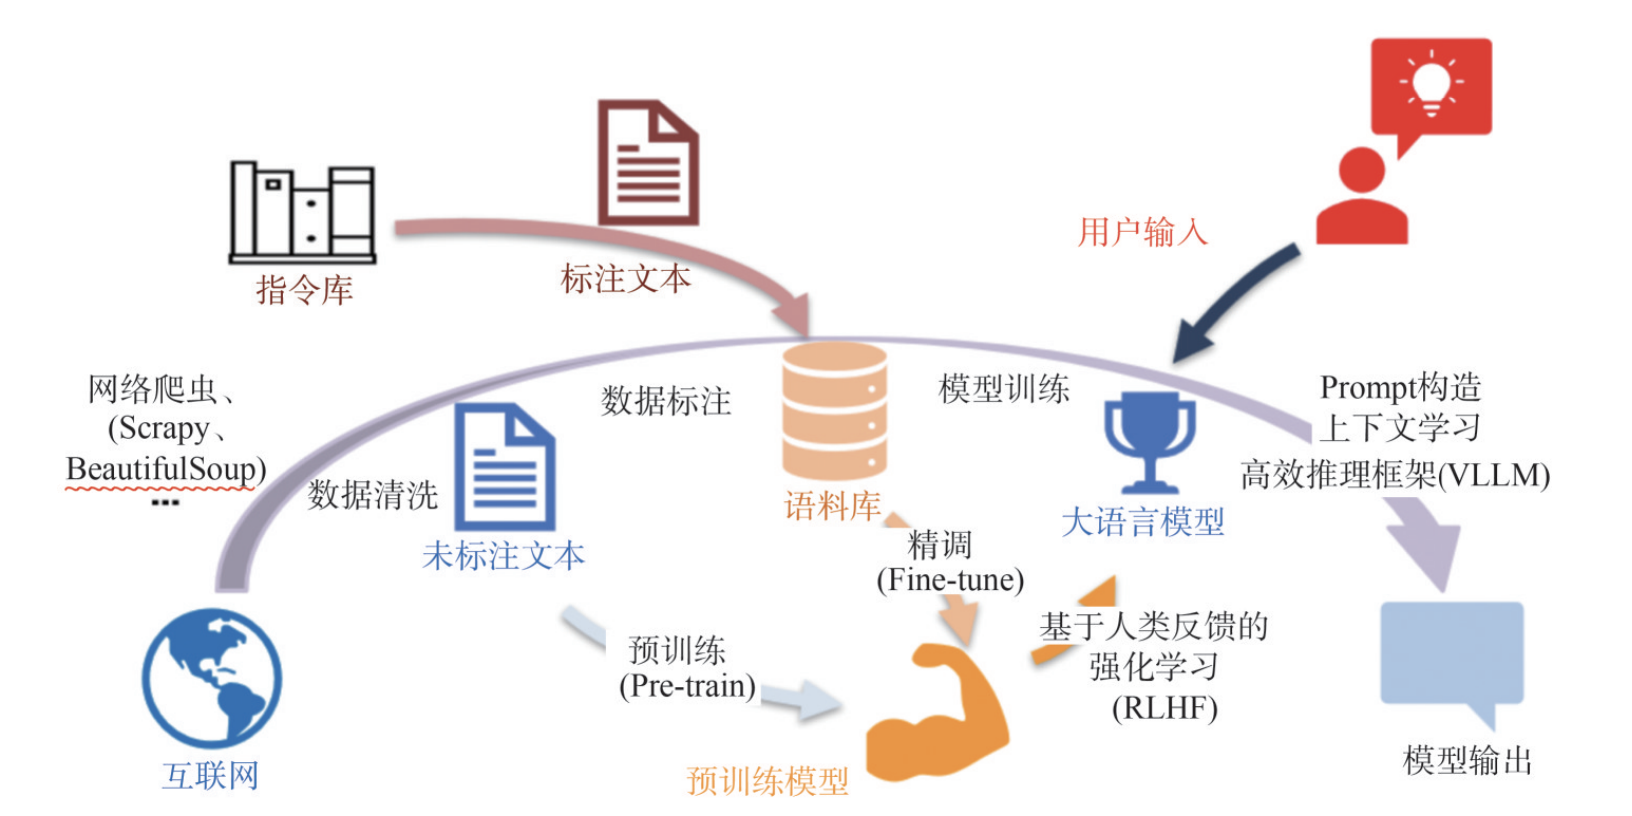 指令库
标注文本
用户输入
网络爬虫、
(Scrapy、
BeautifulSoup)
...
数据清洗
未标注文本
数据标注
语料库
模型训练
大语言模型
Prompt构造
上下文学习
高效推理框架(VLLM)
精调
(Fine-tune)
预训练
(Pre-train)
基于人类反馈的
强化学习
(RLHF)
互联网
预训练模型
模型输出